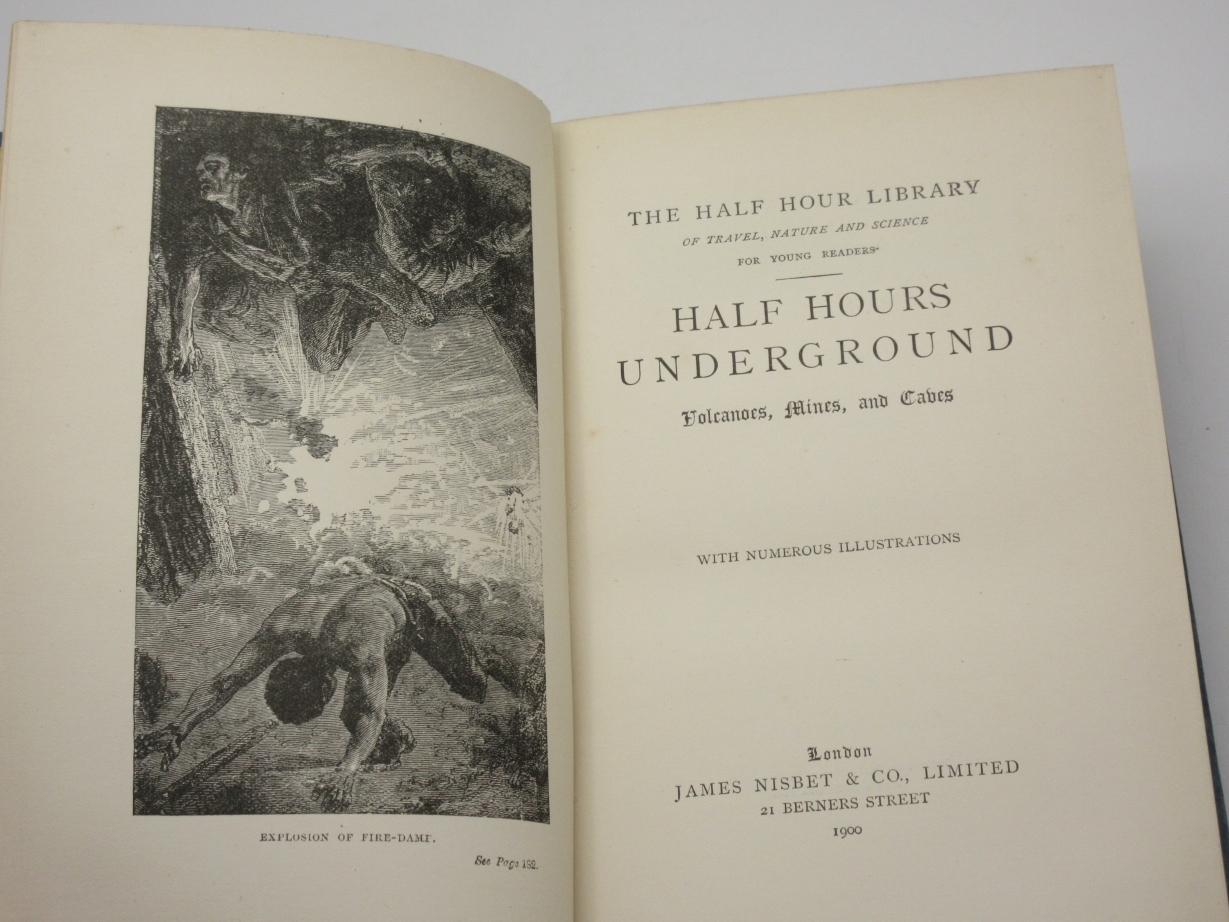 EXPLOSION OF FIRE-DAMP.
See Page 182.
THE HALF HOUR LIBRARY
OF TRAVEL, NATURE AND SCIENCE
FOR YOUNG READERS
HALF HOURS
UNDERGROUND
Volcanoes, Mines, and Caves
WITH NUMEROUS ILLUSTRATIONS
London
JAMES NISBET & CO., LIMITED
21 BERNERS STREET
1900